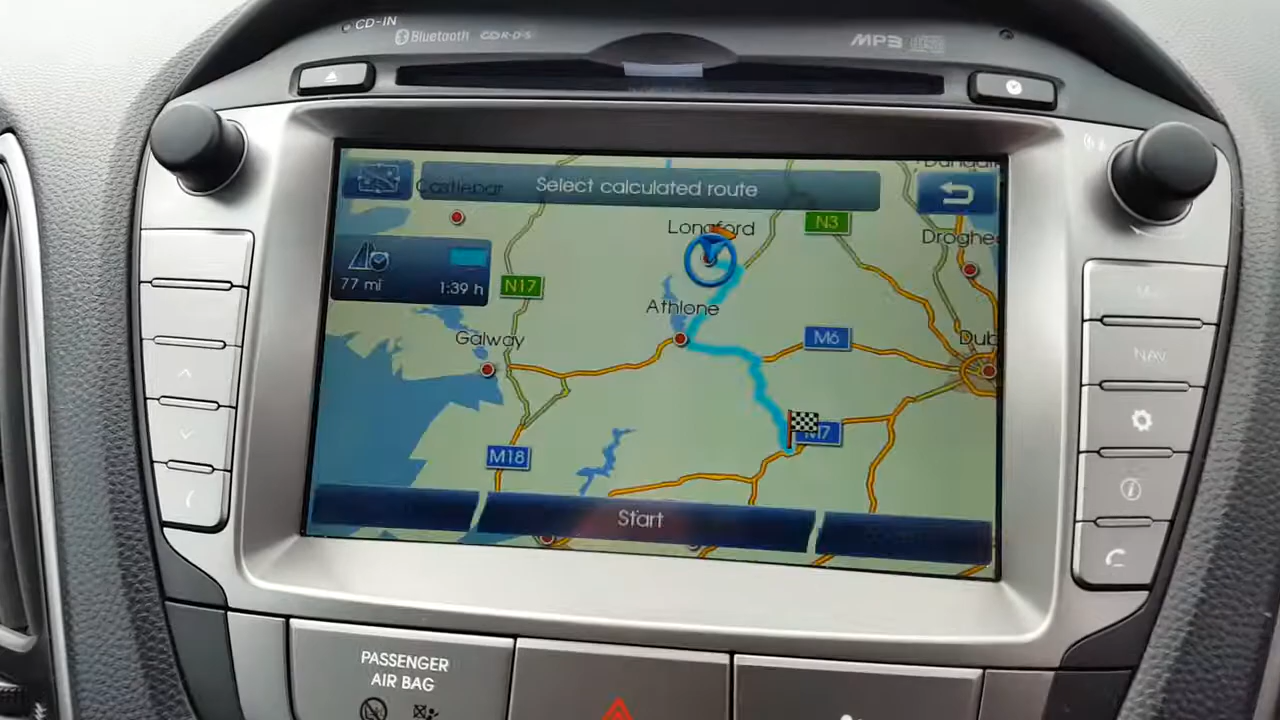 CD-IN
Bluetooth
MP3
Castlebar
Select calculated route
Longford
N3
77 mi
1:39 h
N17
Athlone
Galway
M6
M18
M7
Start
NAV
PASSENGER
AIR BAG